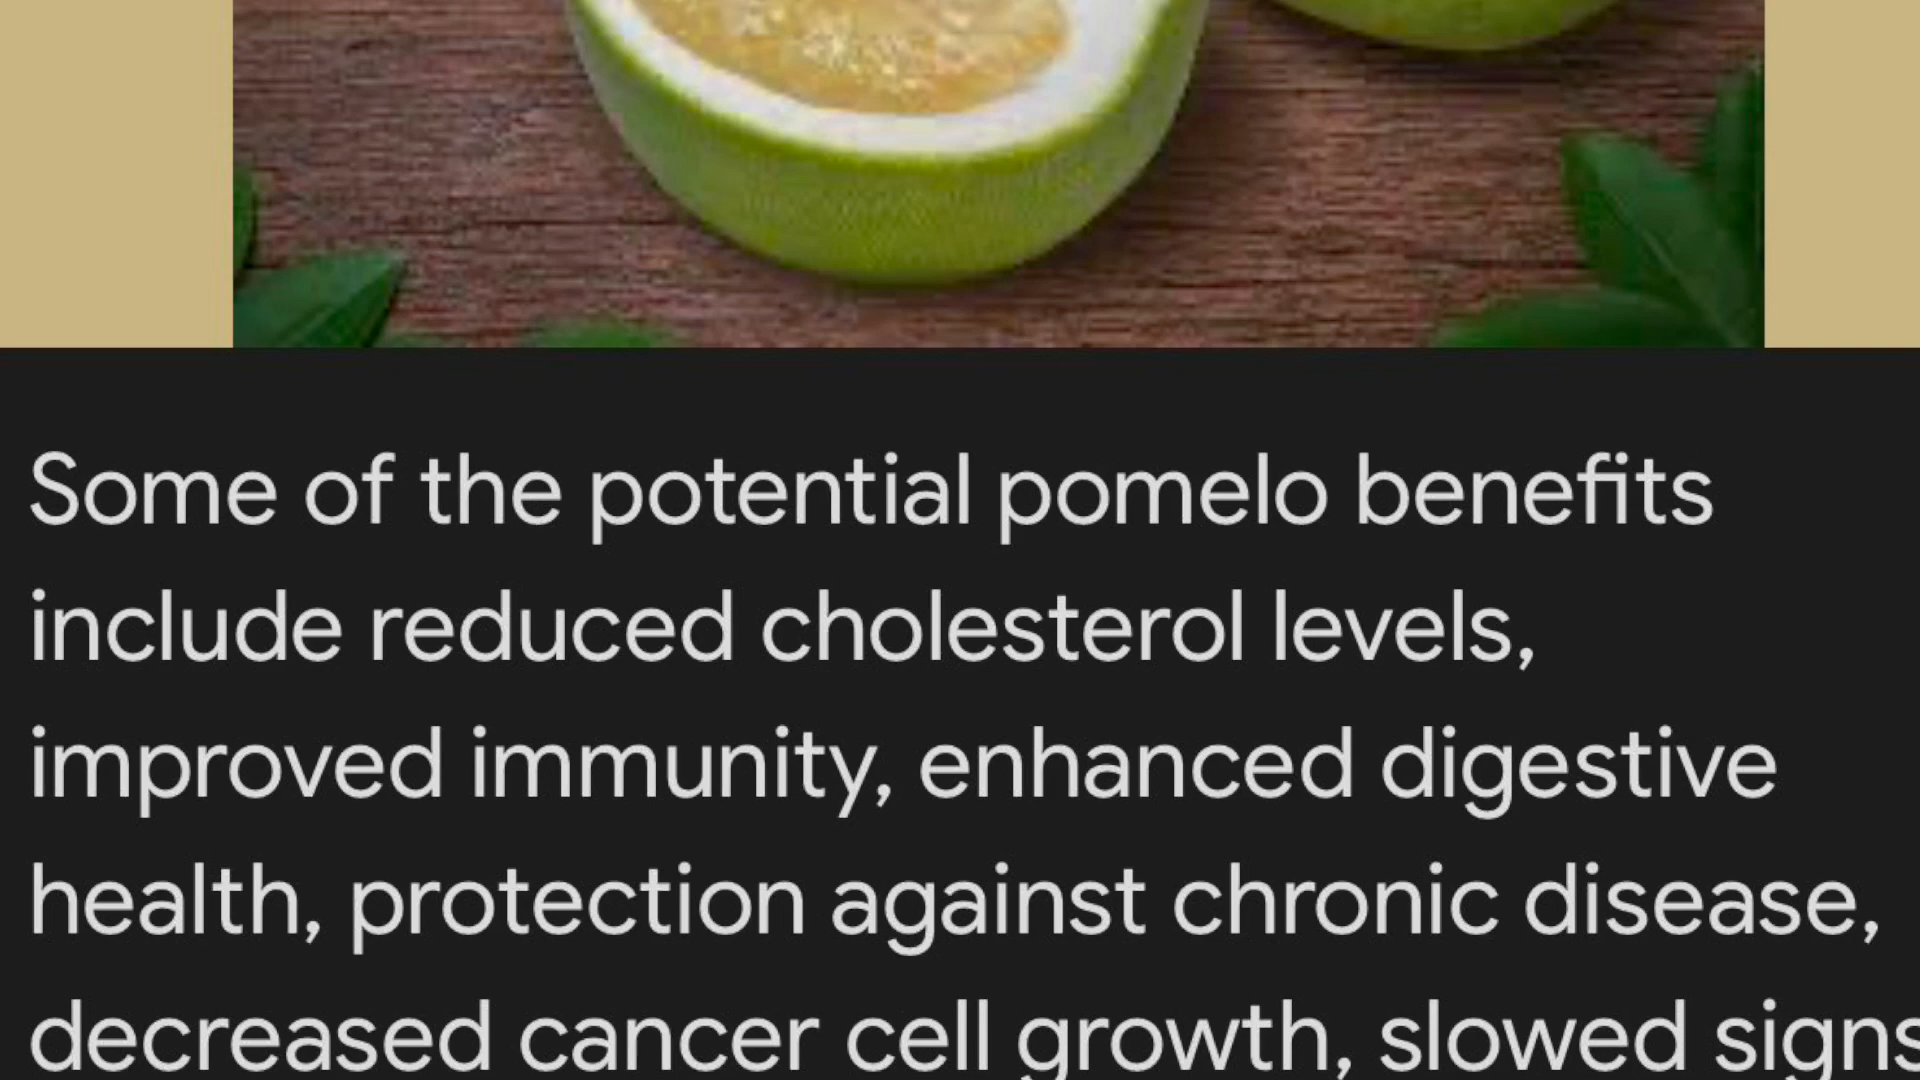 Some of the potential pomelo benefits
include reduced cholesterol levels,
improved immunity, enhanced digestive
health, protection against chronic disease,
decreased cancer cell growth, slowed signs